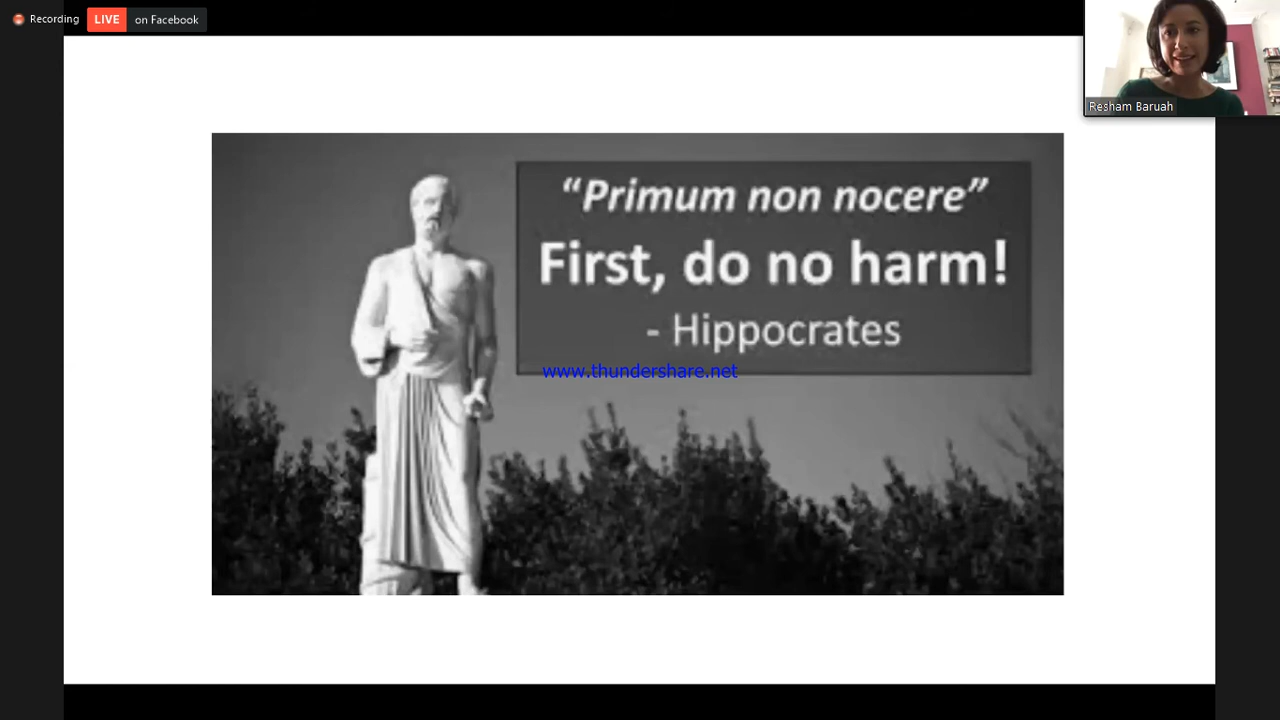 Recording
LIVE on Facebook
Resham Baruah
“Primum non nocere”
First, do no harm!
- Hippocrates
www.thundershare.net